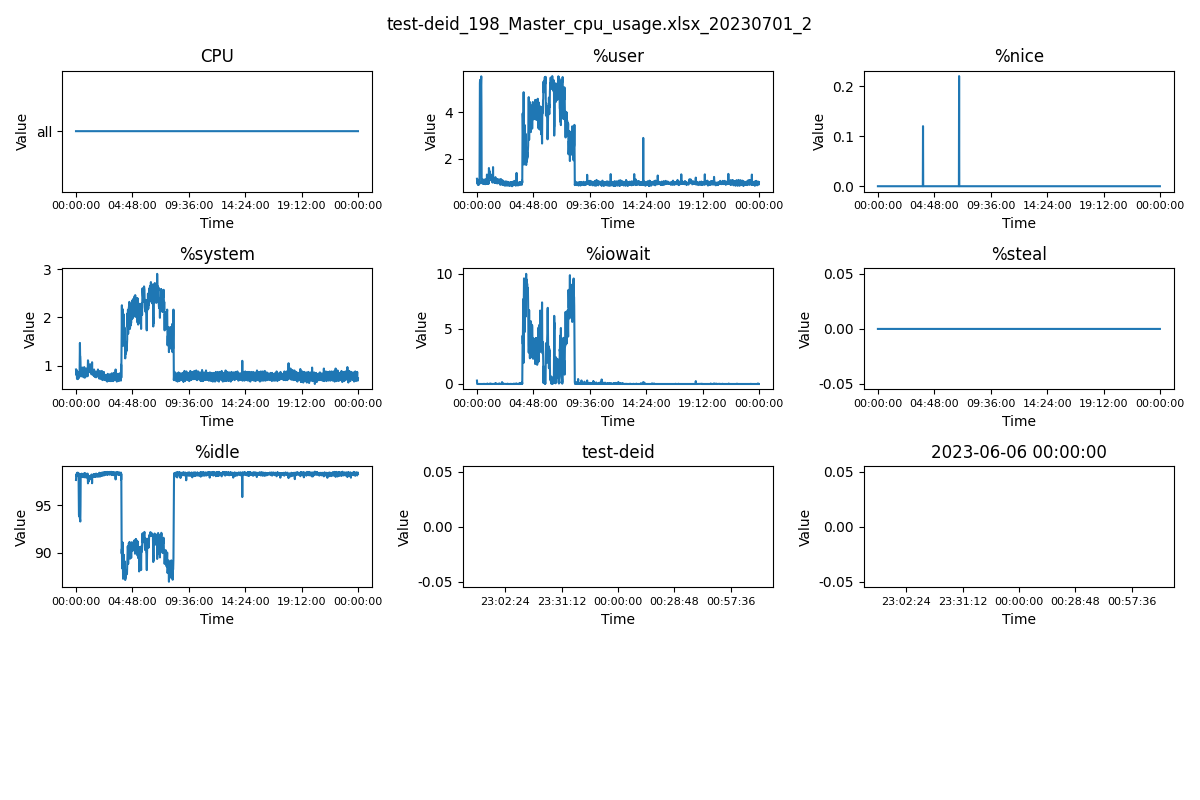 test-deid_198_Master_cpu_usage.xlsx_20230701_2
CPU
Value
all
00:00:00 04:48:00 09:36:00 14:24:00 19:12:00 00:00:00
Time
%user
Value
4
2
00:00:00 04:48:00 09:36:00 14:24:00 19:12:00 00:00:00
Time
%nice
Value
0.2
0.1
0.0
00:00:00 04:48:00 09:36:00 14:24:00 19:12:00 00:00:00
Time
%system
Value
3
2
1
00:00:00 04:48:00 09:36:00 14:24:00 19:12:00 00:00:00
Time
%iowait
Value
10
5
0
00:00:00 04:48:00 09:36:00 14:24:00 19:12:00 00:00:00
Time
%steal
Value
0.05
0.00
-0.05
00:00:00 04:48:00 09:36:00 14:24:00 19:12:00 00:00:00
Time
%idle
Value
95
90
00:00:00 04:48:00 09:36:00 14:24:00 19:12:00 00:00:00
Time
test-deid
Value
0.05
0.00
-0.05
23:02:24 23:31:12 00:00:00 00:28:48 00:57:36
Time
2023-06-06 00:00:00
Value
0.05
0.00
-0.05
23:02:24 23:31:12 00:00:00 00:28:48 00:57:36
Time